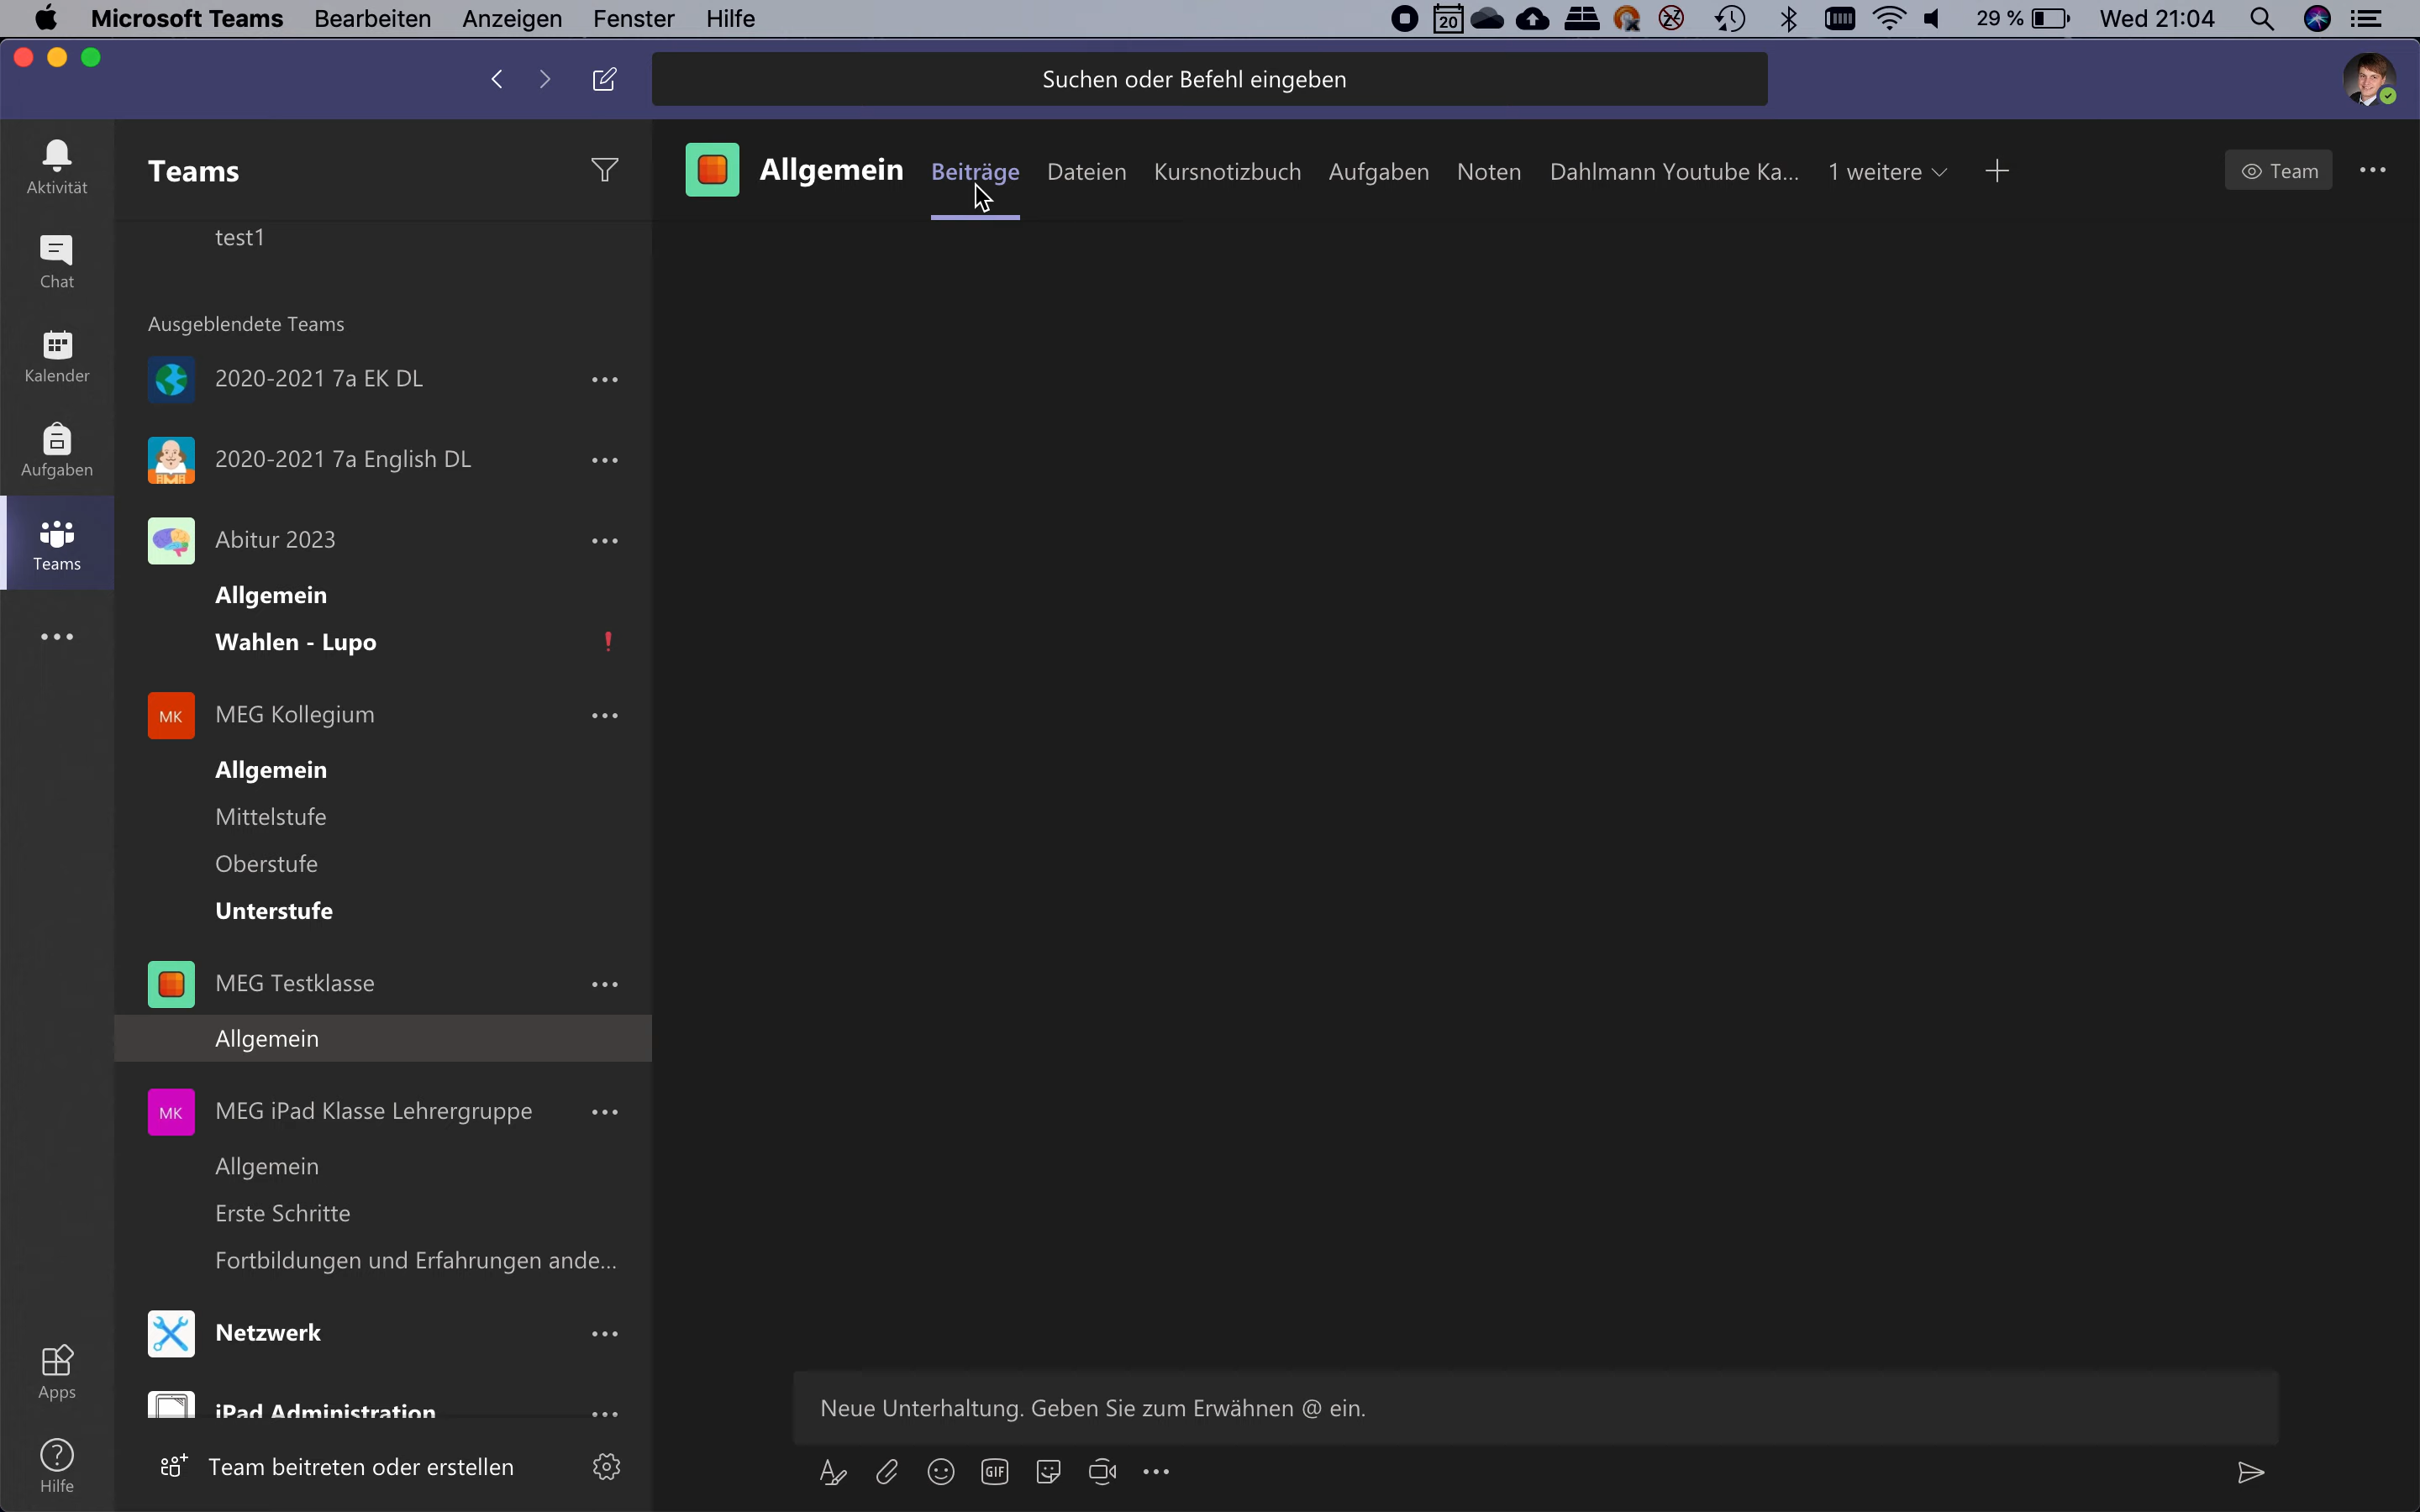 Microsoft Teams Bearbeiten Anzeigen Fenster Hilfe 20 29 % Wed 21:04
Suchen oder Befehl eingeben
Aktivität
Chat
Kalender
Aufgaben
Teams
Apps
Hilfe
Teams
test1
Ausgeblendete Teams
2020-2021 7a EK DL
2020-2021 7a English DL
Abitur 2023
Allgemein
Wahlen - Lupo
MK MEG Kollegium
Allgemein
Mittelstufe
Oberstufe
Unterstufe
MEG Testklasse
Allgemein
MK MEG iPad Klasse Lehrergruppe
Allgemein
Erste Schritte
Fortbildungen und Erfahrungen ande...
Netzwerk
iPad Administration
Team beitreten oder erstellen
Allgemein Beiträge Dateien Kursnotizbuch Aufgaben Noten Dahlmann Youtube Ka... 1 weitere Team
Neue Unterhaltung. Geben Sie zum Erwähnen @ ein.
GIF